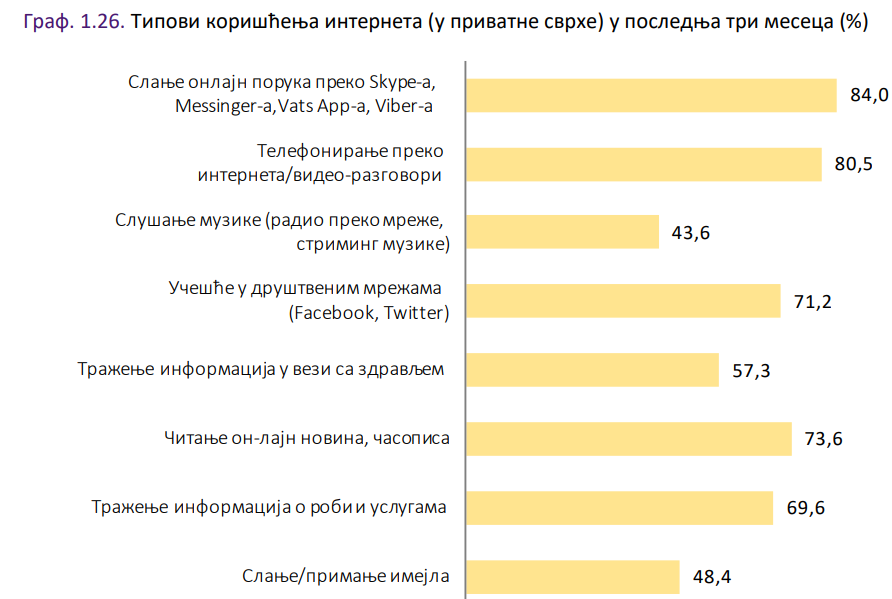 Граф. 1.26. Типови коришћења интернета (у приватне сврхе) у последња три месеца (%)
Слање онлајн порука преко Skype-а,
Messinger-а,Vats App-а, Viber-а
84,0
Телефонирање преко
интернета/видео-разговори
80,5
Слушање музике (радио преко мреже,
стриминг музике)
43,6
Учешће у друштвеним мрежама
(Facebook, Twitter)
71,2
Тражење информација у вези са здрављем
57,3
Читање он-лајн новина, часописа
73,6
Тражење информација о роби и услугама
69,6
Слање/примање имејла
48,4